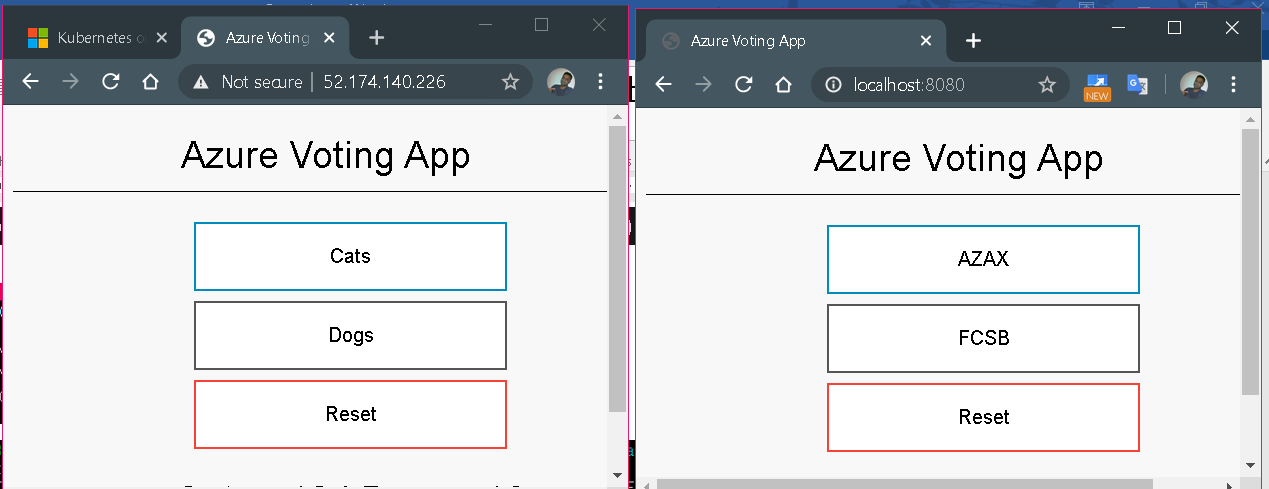 Kubernetes o
Azure Voting
Not secure | 52.174.140.226
Azure Voting App
Cats
Dogs
Reset
Azure Voting App
localhost:8080
NEW
Azure Voting App
AZAX
FCSB
Reset